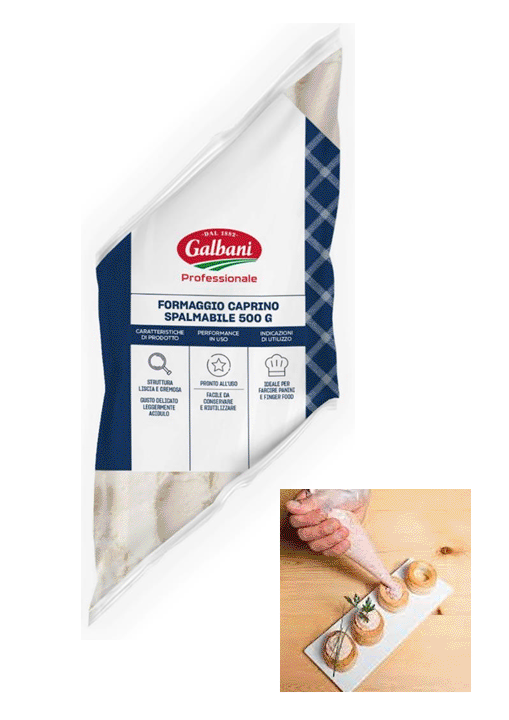 ·DAL 1882·
Galbani
Professionale
FORMAGGIO CAPRINO
SPALMABILE 500 G
CARATTERISTICHE
DI PRODOTTO
PERFORMANCE
IN USO
INDICAZIONI
DI UTILIZZO
STRUTTURA
LISCIA E CREMOSA
GUSTO DELICATO
LEGGERMENTE
ACIDULO
PRONTO ALL'USO
FACILE DA
CONSERVARE
E RIUTILIZZARE
IDEALE PER
FARCIRE PANINI
E FINGER FOOD